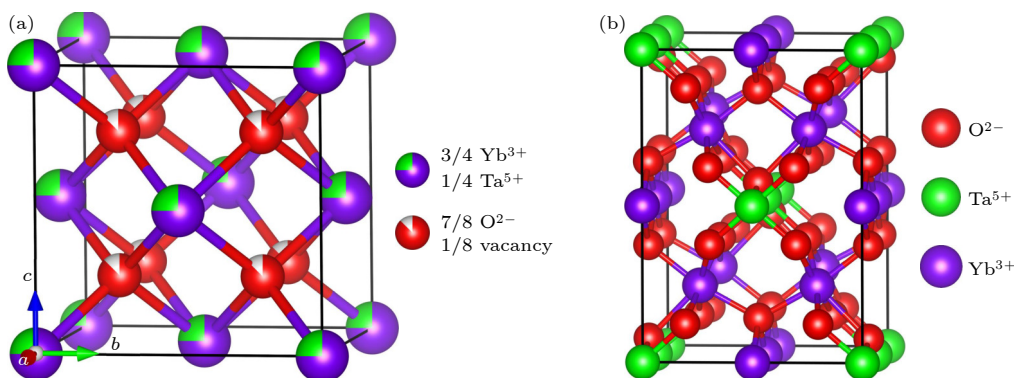 (a)
c
b
a
3/4 Yb³⁺
1/4 Ta⁵⁺
7/8 O²⁻
1/8 vacancy
(b)
O²⁻
Ta⁵⁺
Yb³⁺